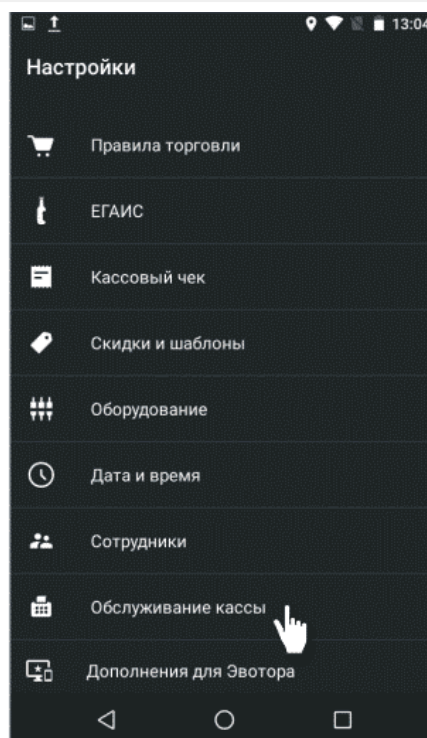 13:04
Настройки
Правила торговли
ЕГАИС
Кассовый чек
Скидки и шаблоны
Оборудование
Дата и время
Сотрудники
Обслуживание кассы
Дополнения для Эвотора